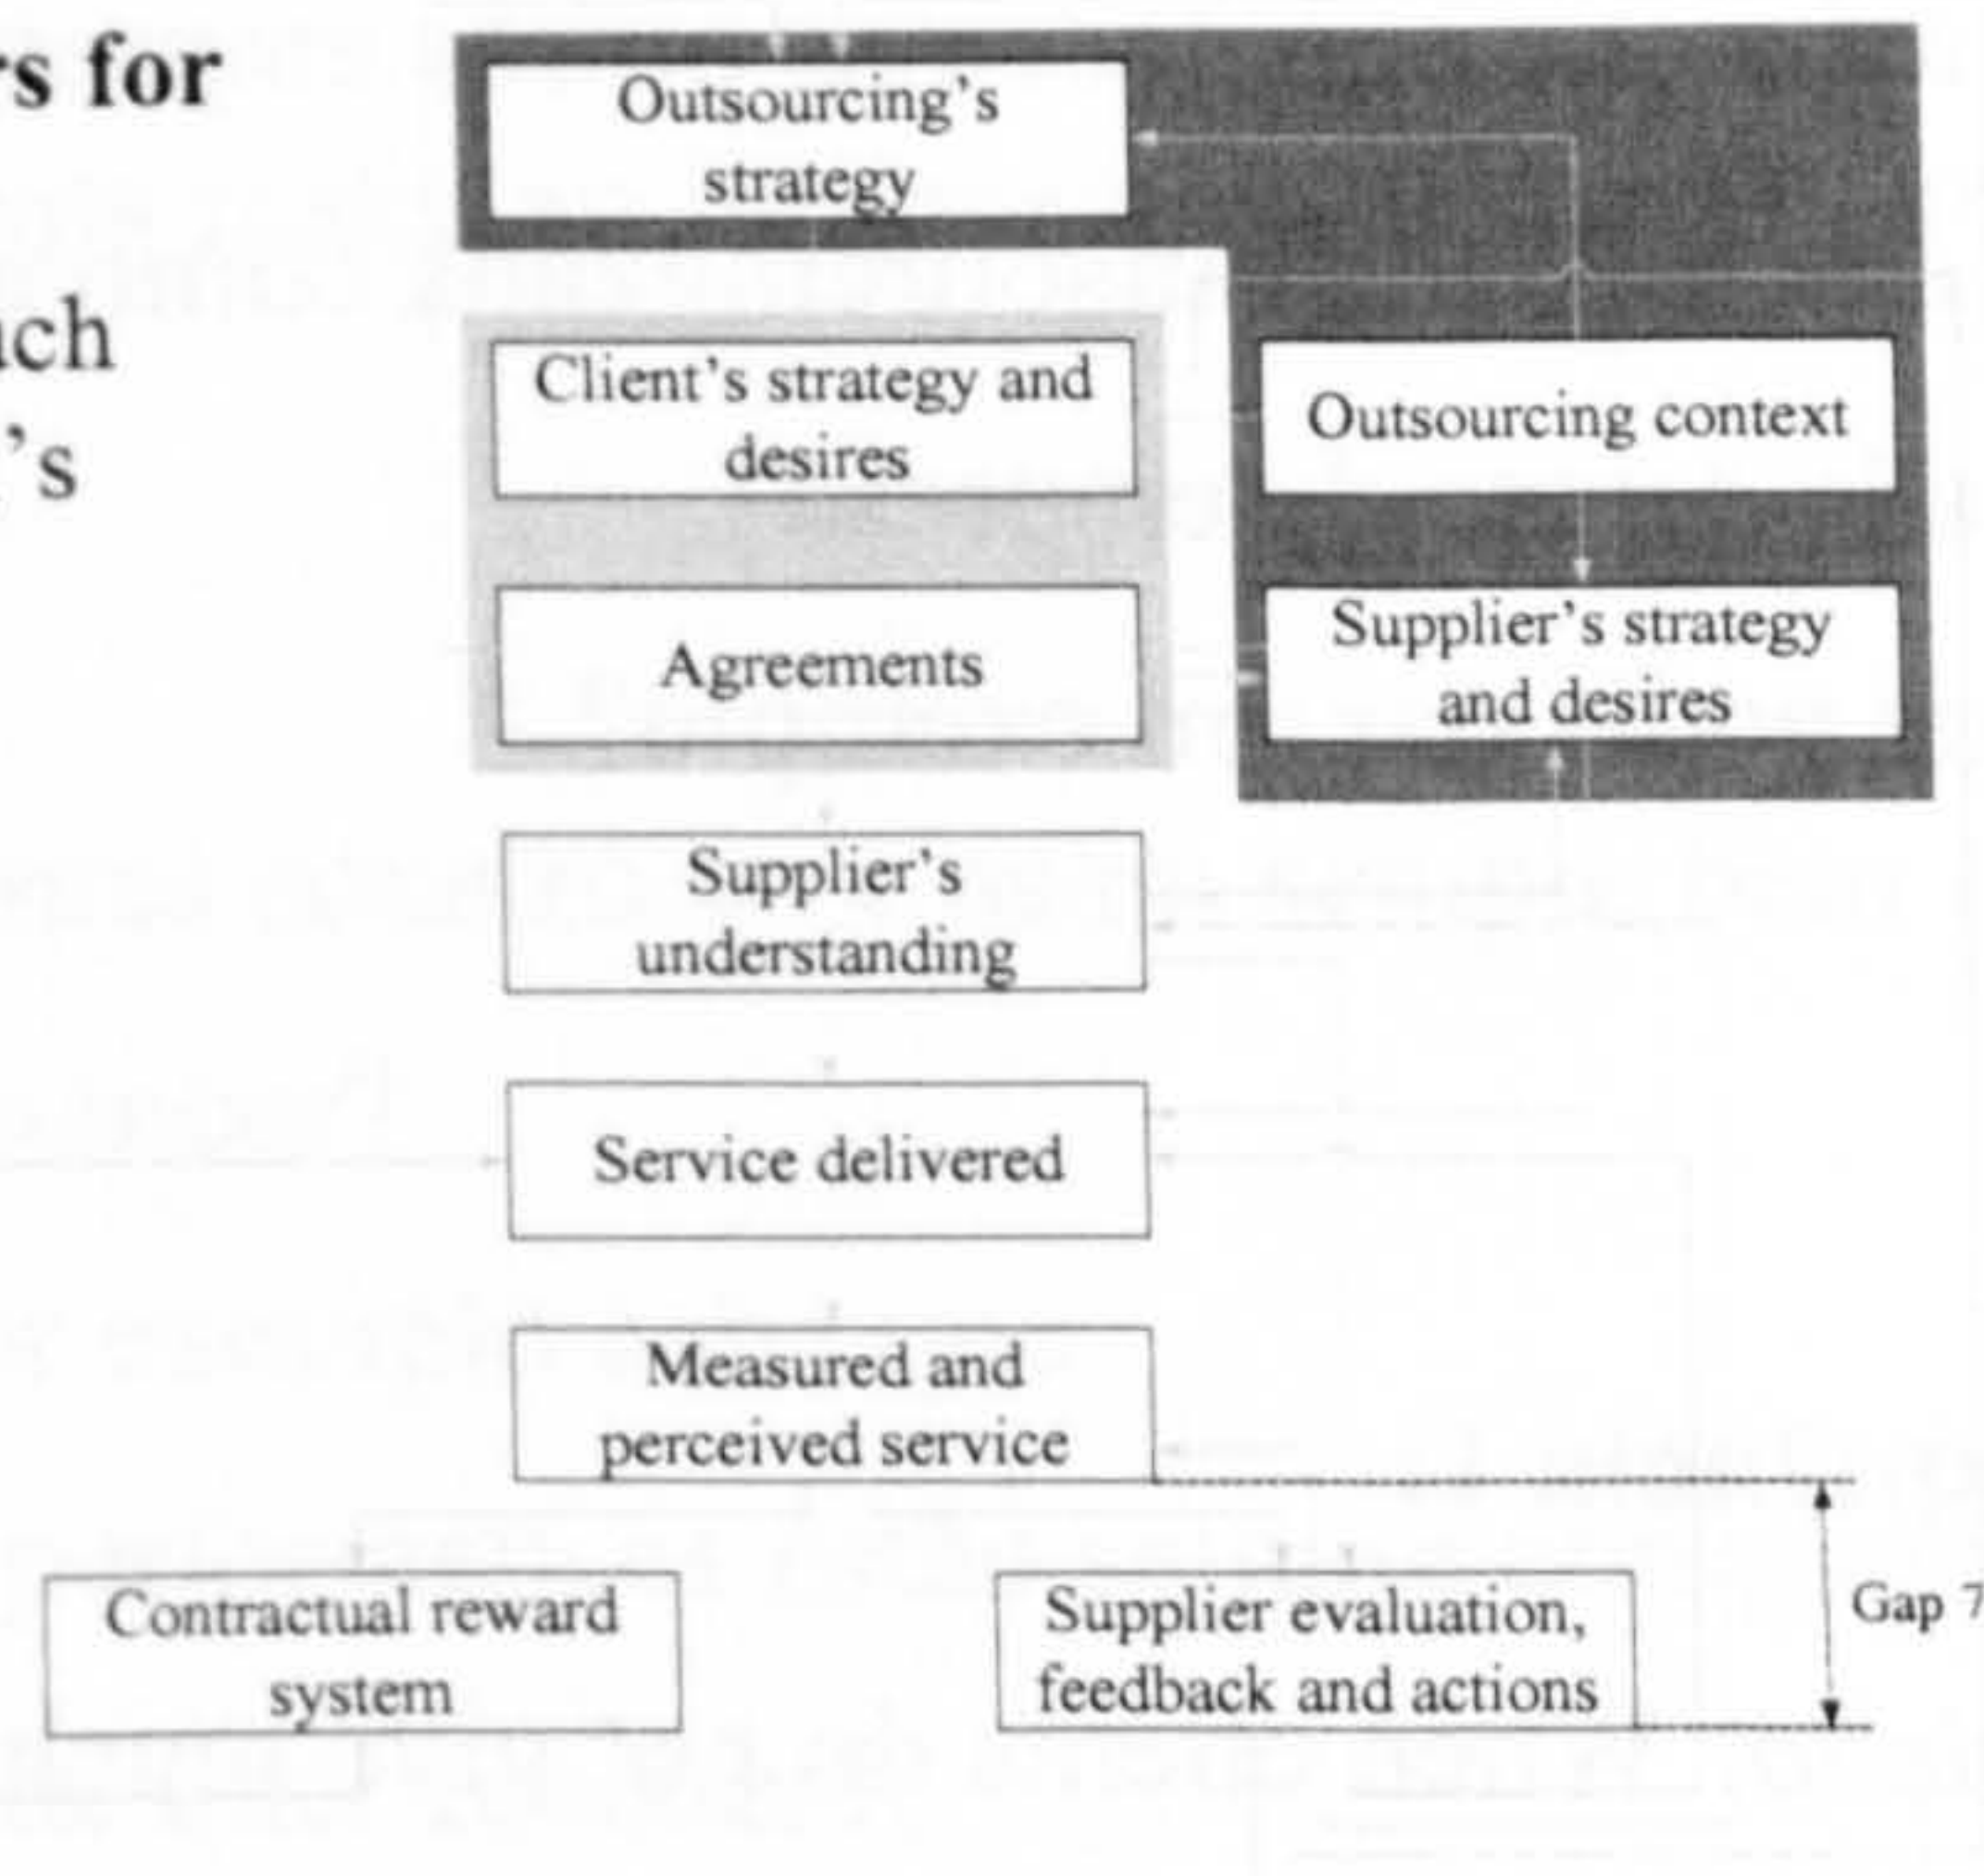 rs for
ach
's
Outsourcing's
strategy
Client's strategy and
desires
Outsourcing context
Agreements
Supplier's strategy
and desires
Supplier's
understanding
Service delivered
Measured and
perceived service
Contractual reward
system
Supplier evaluation,
feedback and actions
Gap 7